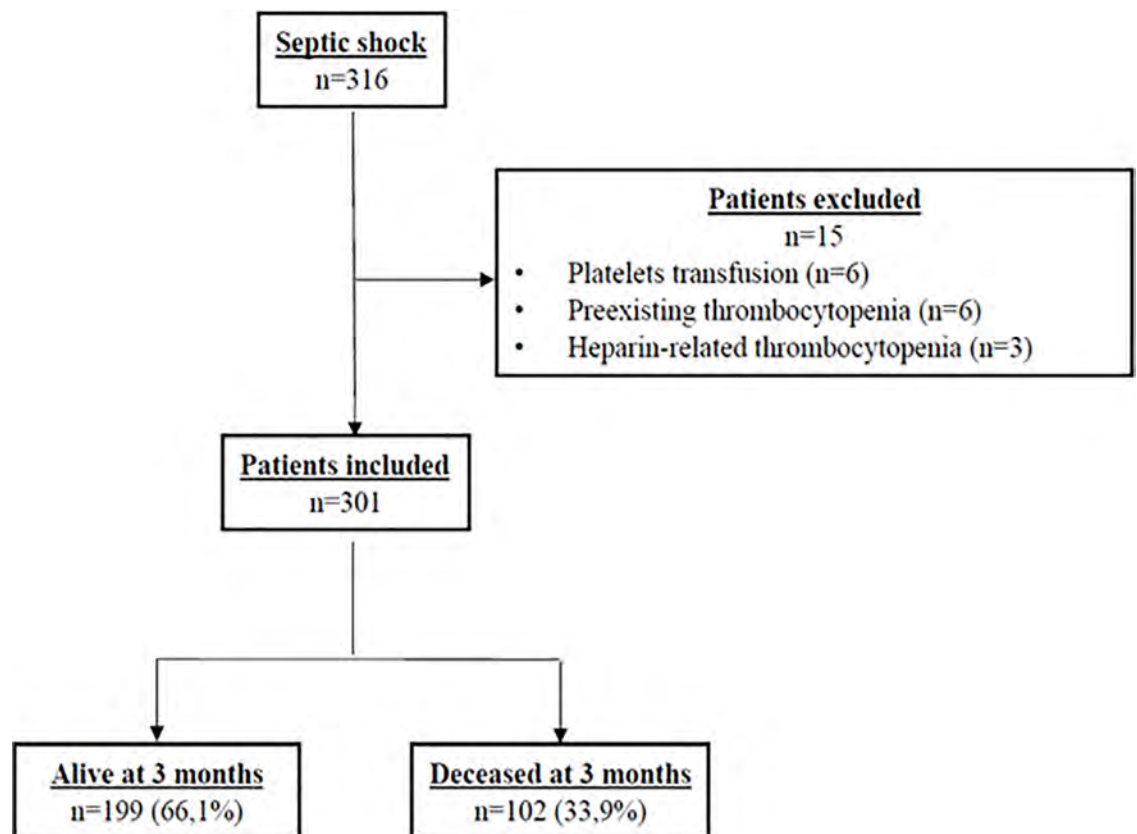 Septic shock
n=316
Patients excluded
n=15
• Platelets transfusion (n=6)
• Preexisting thrombocytopenia (n=6)
• Heparin-related thrombocytopenia (n=3)
Patients included
n=301
Alive at 3 months
n=199 (66,1%)
Deceased at 3 months
n=102 (33,9%)